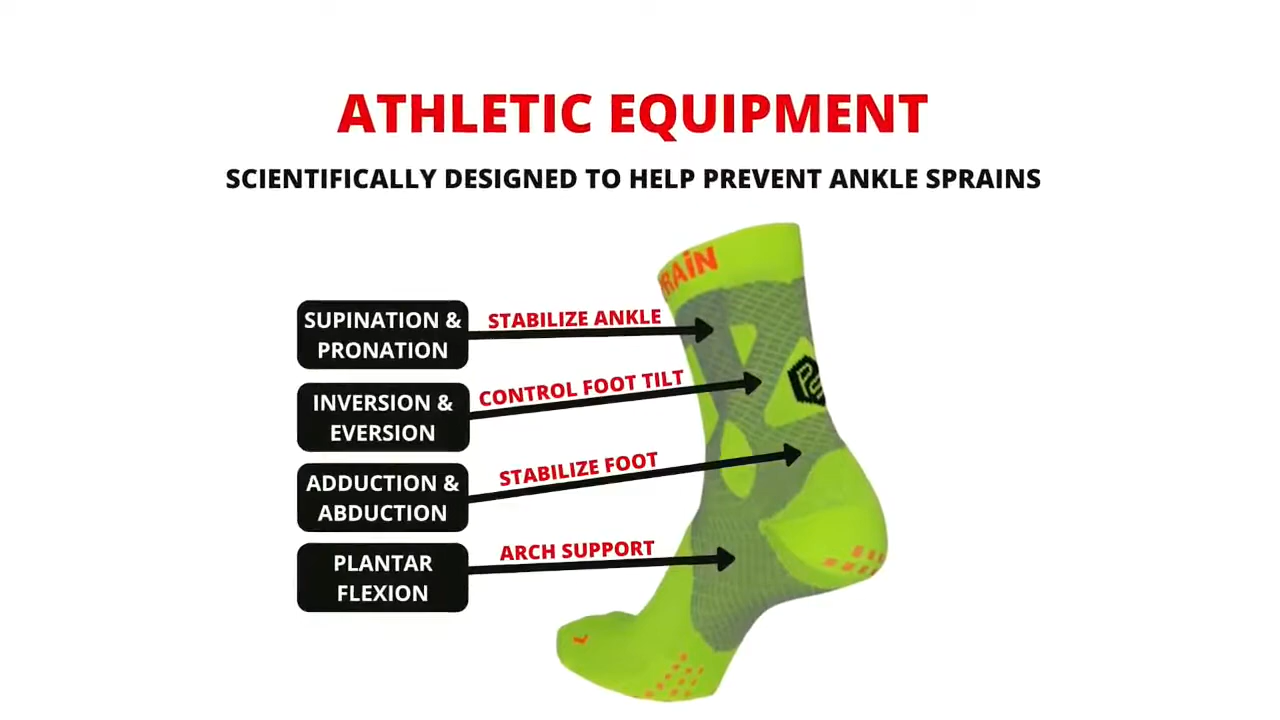 ATHLETIC EQUIPMENT
SCIENTIFICALLY DESIGNED TO HELP PREVENT ANKLE SPRAINS
SUPINATION &
PRONATION
STABILIZE ANKLE
INVERSION &
EVERSION
CONTROL FOOT TILT
ADDUCTION &
ABDUCTION
STABILIZE FOOT
PLANTAR
FLEXION
ARCH SUPPORT
L